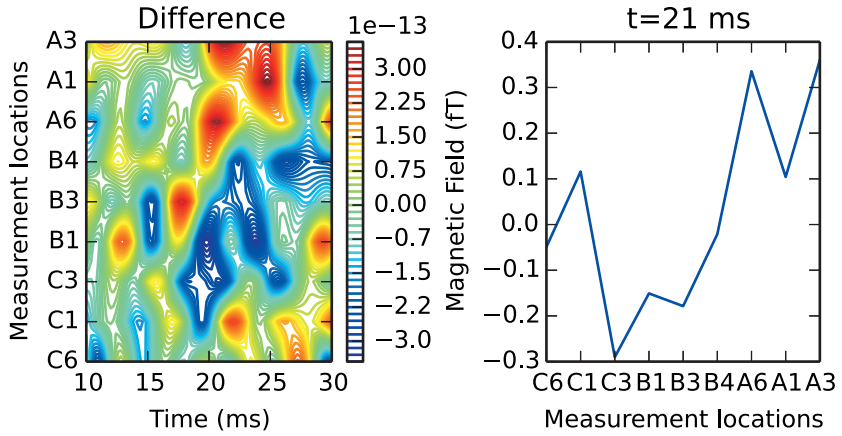 Difference
1e−13
Measurement locations
A3
A1
A6
B4
B3
B1
C3
C1
C6
10 15 20 25 30
Time (ms)
3.00
2.25
1.50
0.75
0.00
−0.7
−1.5
−2.2
−3.0
t=21 ms
Magnetic Field (fT)
0.4
0.3
0.2
0.1
0.0
−0.1
−0.2
−0.3
C6 C1 C3 B1 B3 B4 A6 A1 A3
Measurement locations